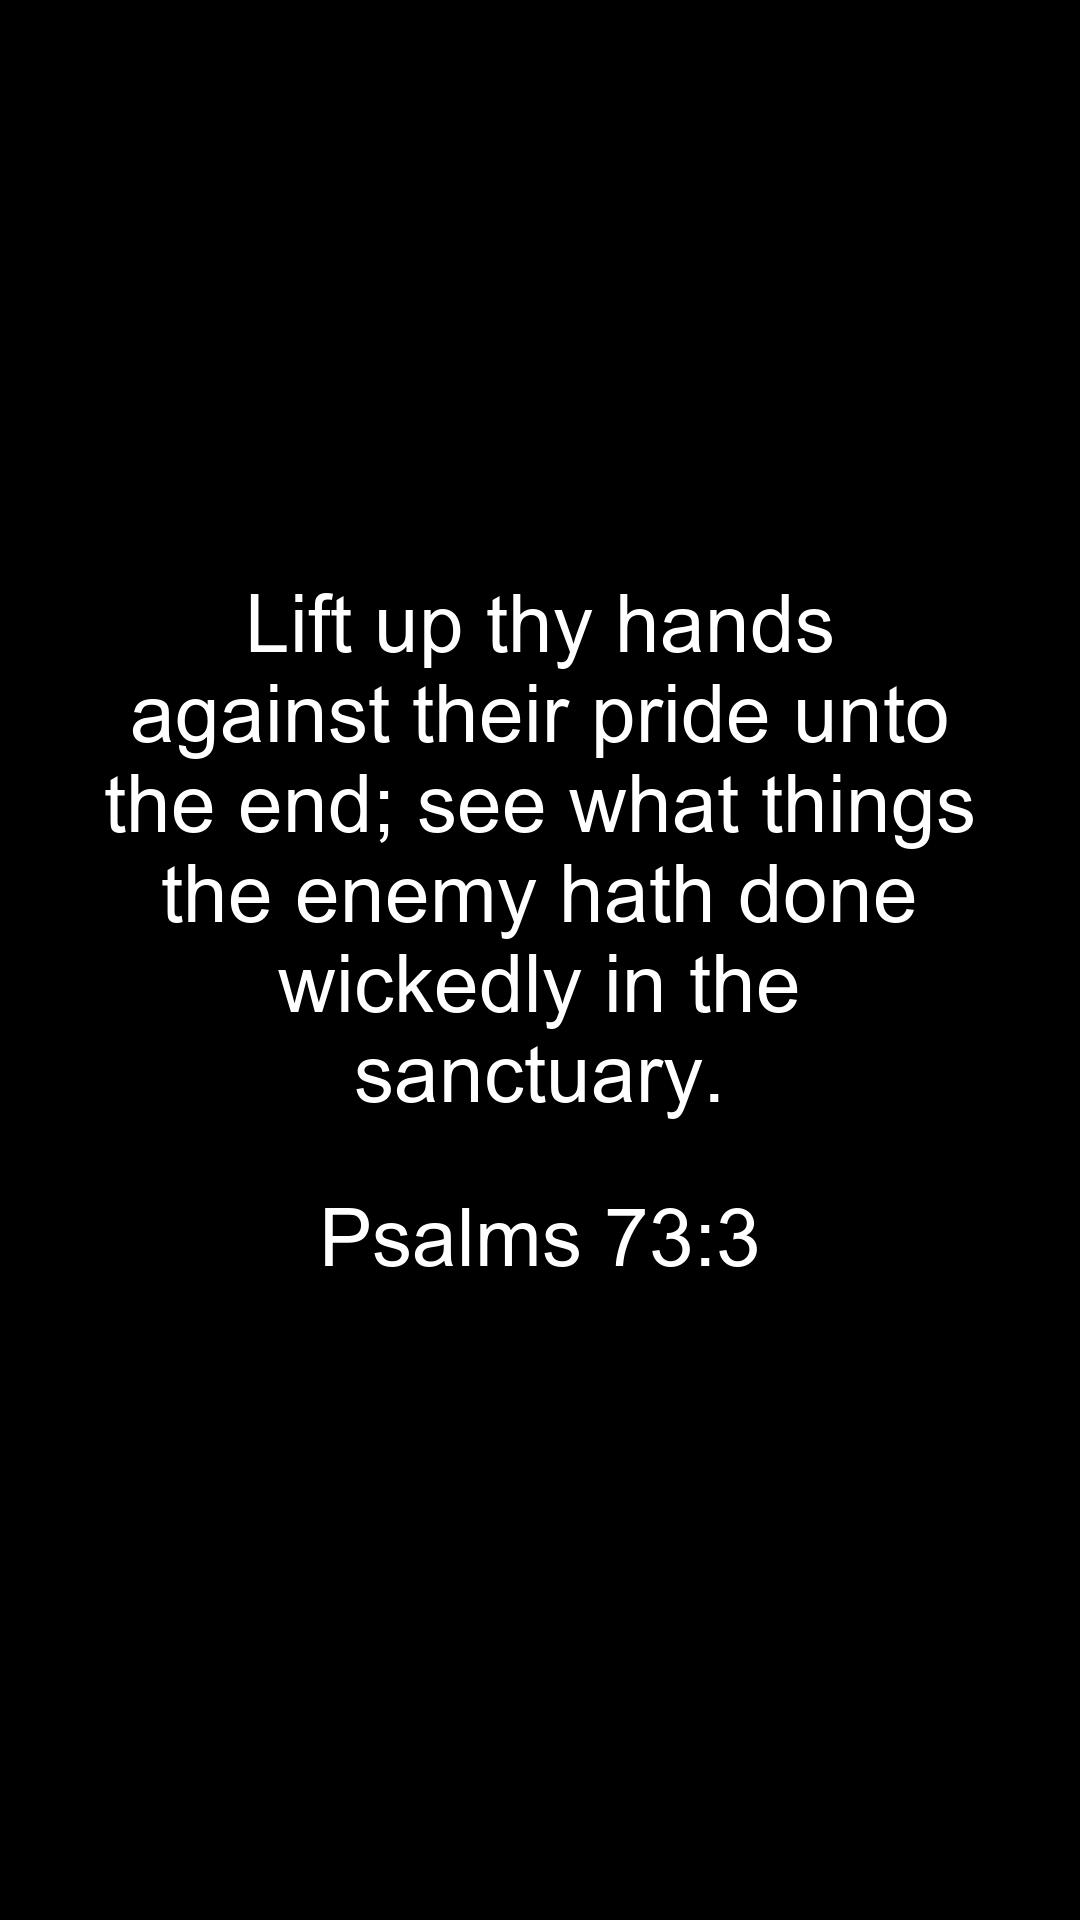 Lift up thy hands
against their pride unto
the end; see what things
the enemy hath done
wickedly in the
sanctuary.
Psalms 73:3